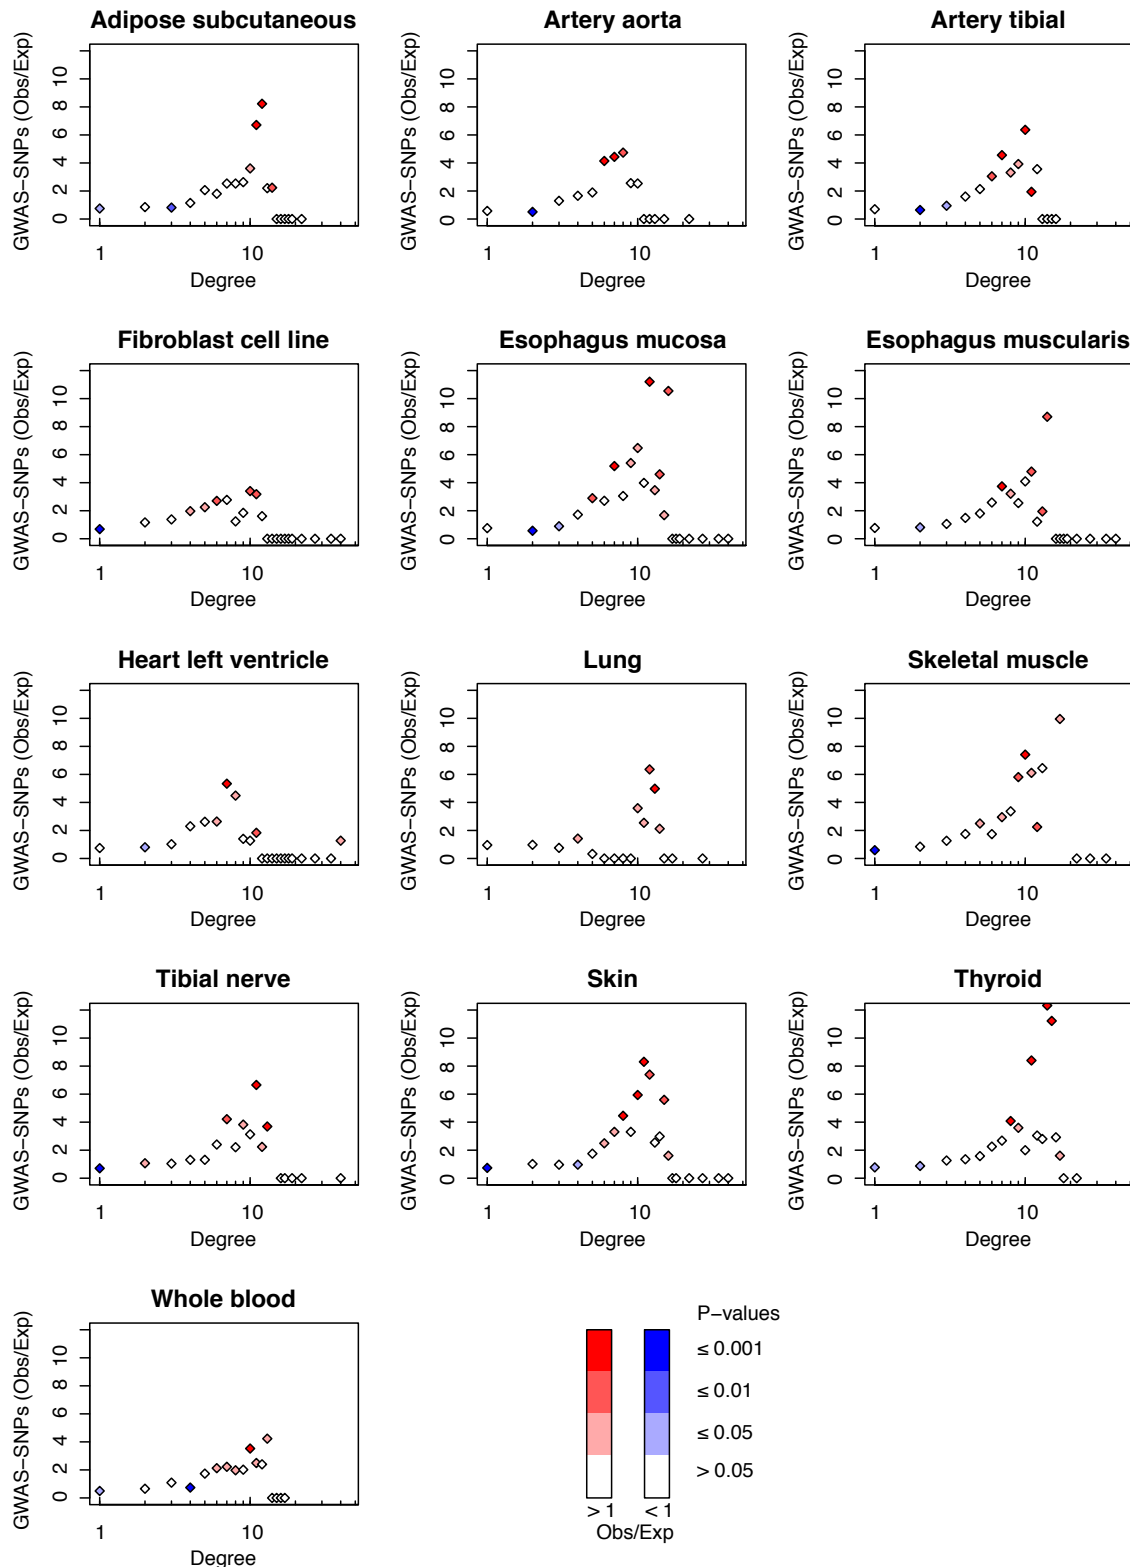 Adipose subcutaneous
GWAS−SNPs (Obs/Exp)
0 2 4 6 8 10
1 10
Degree
Artery aorta
GWAS−SNPs (Obs/Exp)
0 2 4 6 8 10
1 10
Degree
Artery tibial
GWAS−SNPs (Obs/Exp)
0 2 4 6 8 10
1 10
Degree
Fibroblast cell line
GWAS−SNPs (Obs/Exp)
0 2 4 6 8 10
1 10
Degree
Esophagus mucosa
GWAS−SNPs (Obs/Exp)
0 2 4 6 8 10
1 10
Degree
Esophagus muscularis
GWAS−SNPs (Obs/Exp)
0 2 4 6 8 10
1 10
Degree
Heart left ventricle
GWAS−SNPs (Obs/Exp)
0 2 4 6 8 10
1 10
Degree
Lung
GWAS−SNPs (Obs/Exp)
0 2 4 6 8 10
1 10
Degree
Skeletal muscle
GWAS−SNPs (Obs/Exp)
0 2 4 6 8 10
1 10
Degree
Tibial nerve
GWAS−SNPs (Obs/Exp)
0 2 4 6 8 10
1 10
Degree
Skin
GWAS−SNPs (Obs/Exp)
0 2 4 6 8 10
1 10
Degree
Thyroid
GWAS−SNPs (Obs/Exp)
0 2 4 6 8 10
1 10
Degree
Whole blood
GWAS−SNPs (Obs/Exp)
0 2 4 6 8 10
1 10
Degree
P−values
≤ 0.001
≤ 0.01
≤ 0.05
> 0.05
> 1 < 1
Obs/Exp